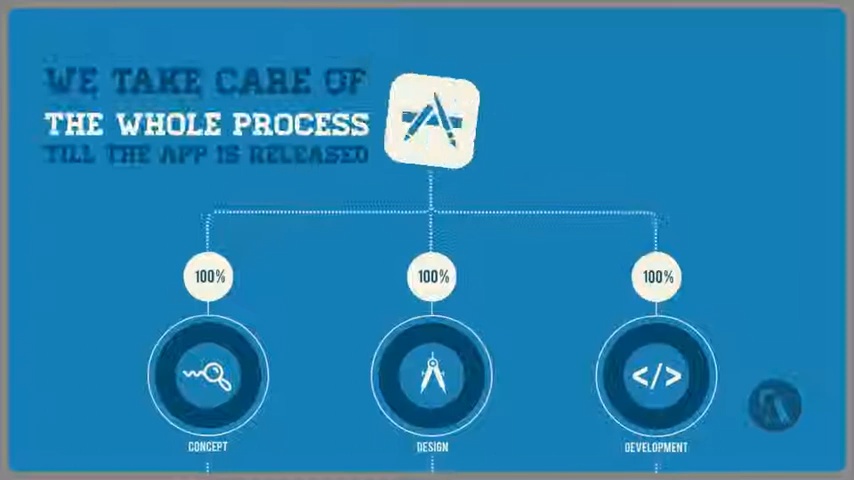 WE TAKE CARE OF
THE WHOLE PROCESS
TILL THE APP IS RELEASED
100%
100%
100%
</>
CONCEPT
DESIGN
DEVELOPMENT